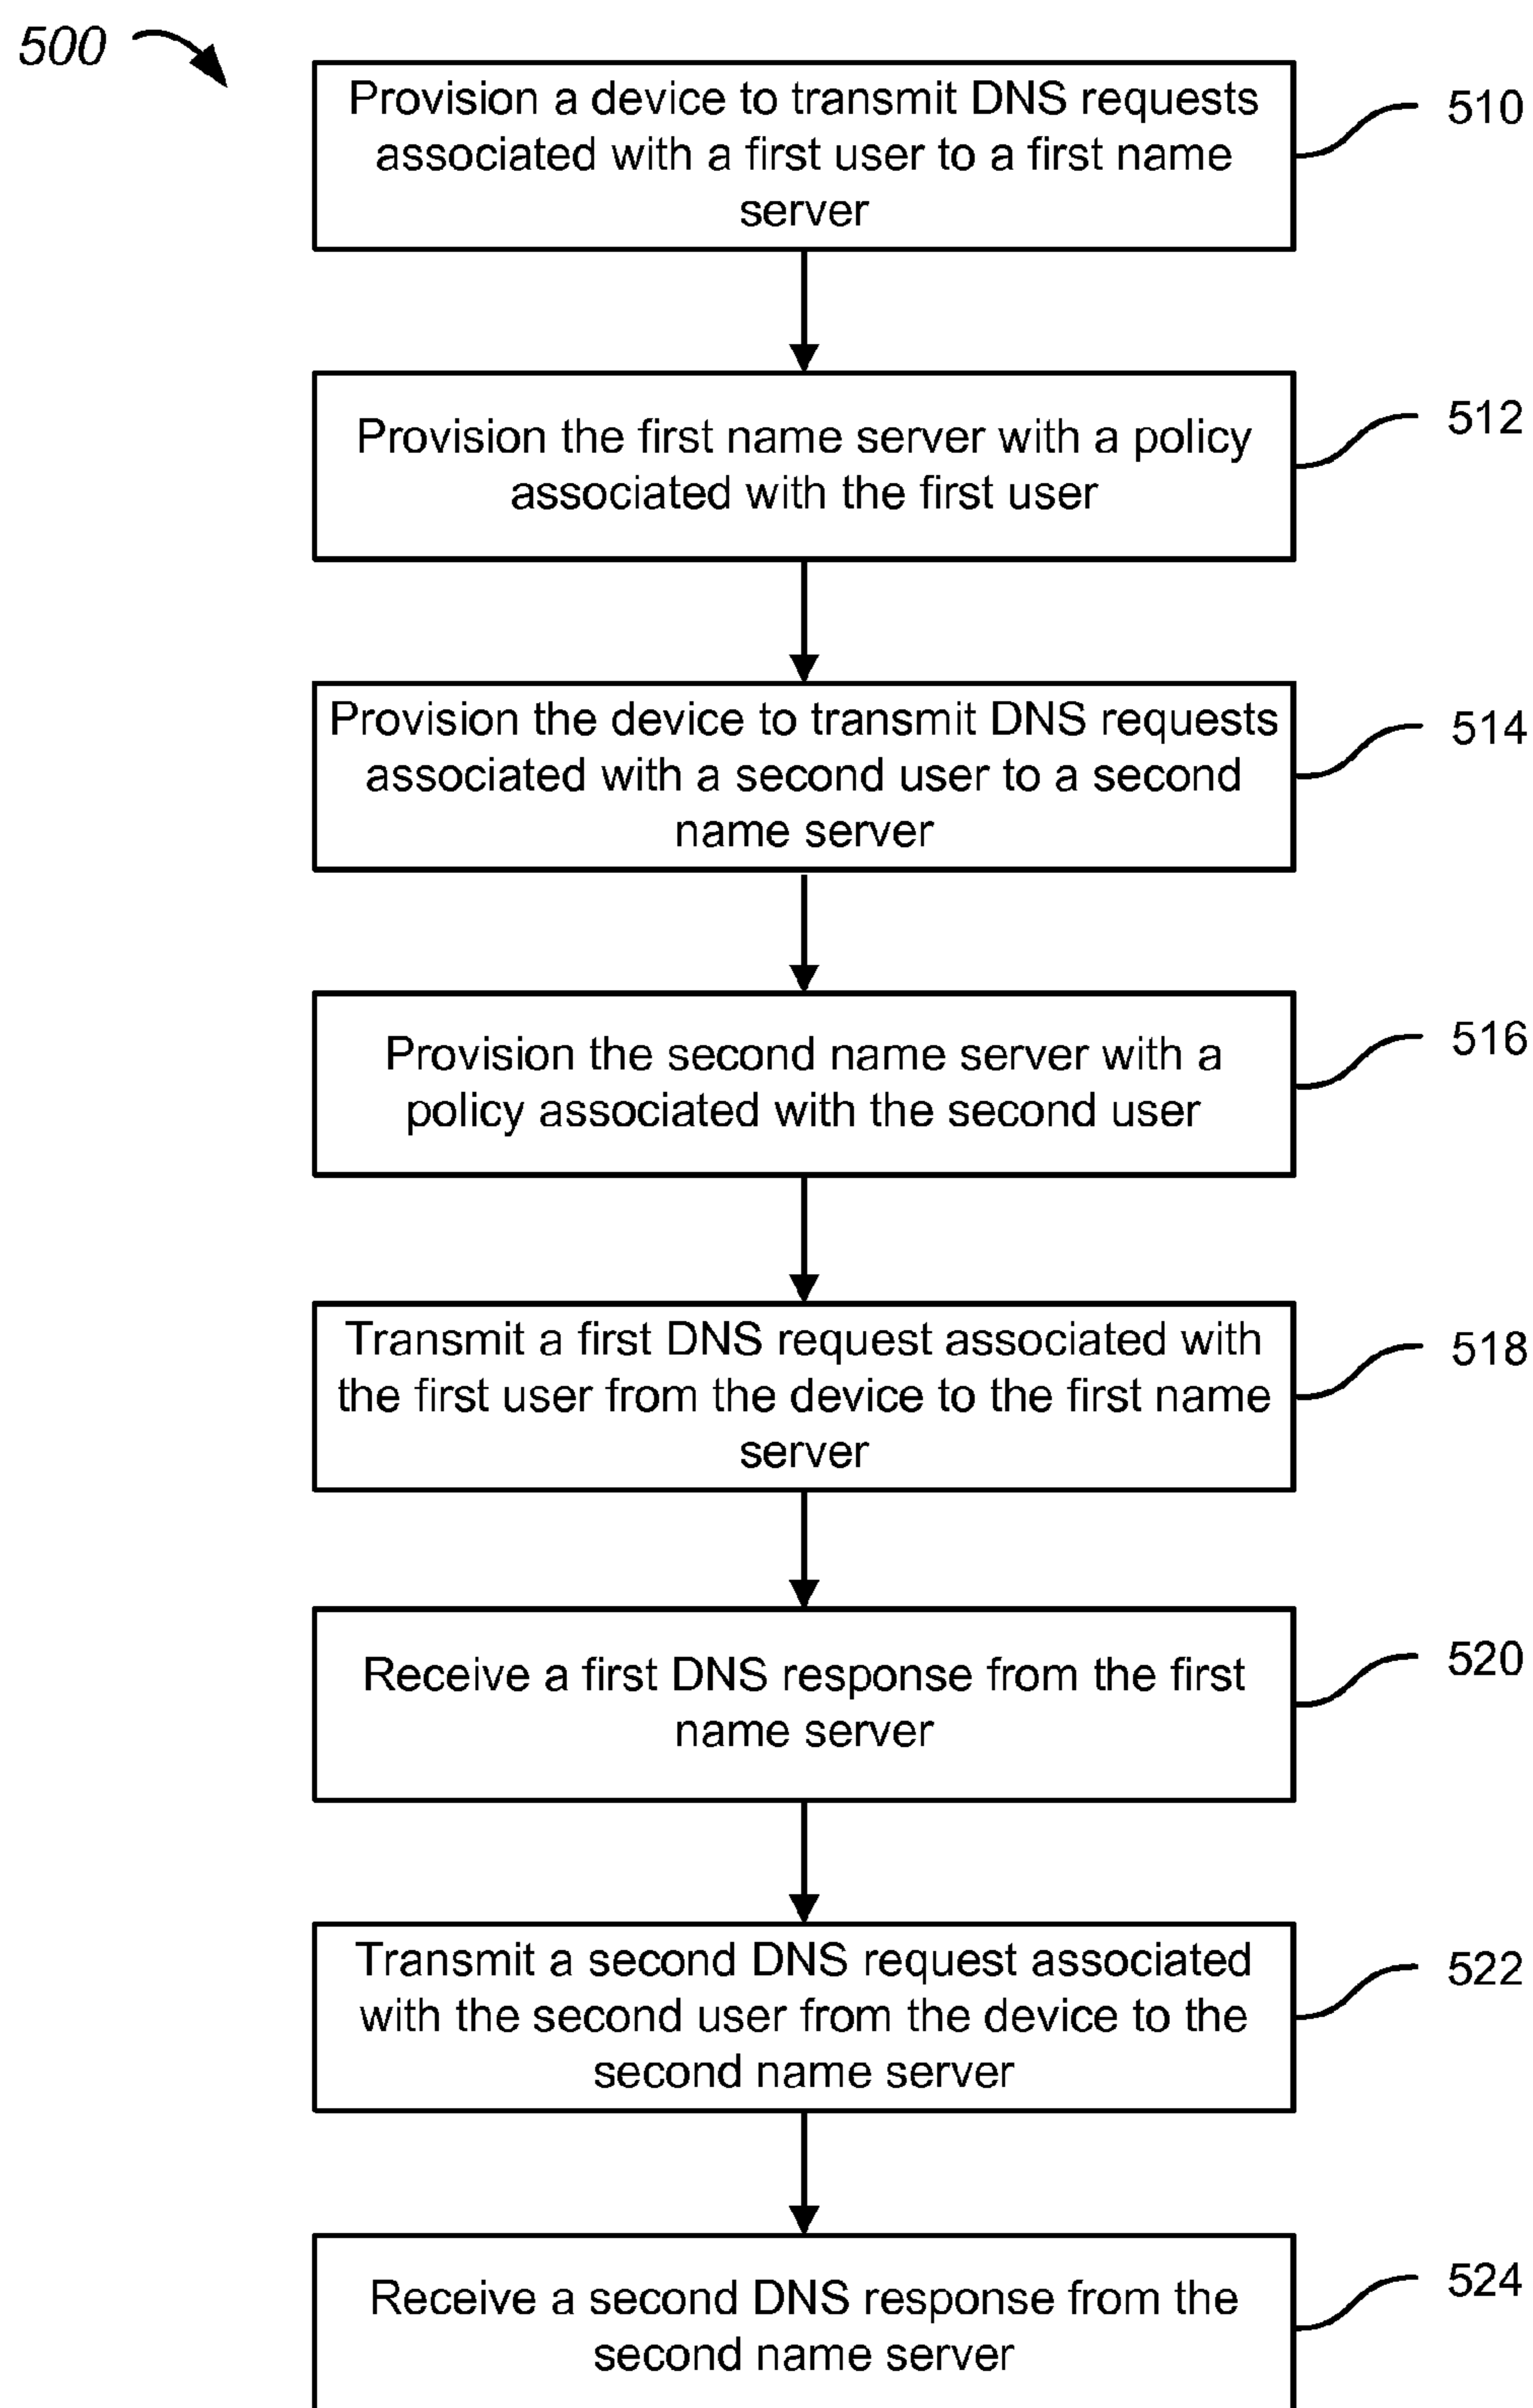 500
Provision a device to transmit DNS requests
associated with a first user to a first name
server
510
Provision the first name server with a policy
associated with the first user
512
Provision the device to transmit DNS requests
associated with a second user to a second
name server
514
Provision the second name server with a
policy associated with the second user
516
Transmit a first DNS request associated with
the first user from the device to the first name
server
518
Receive a first DNS response from the first
name server
520
Transmit a second DNS request associated
with the second user from the device to the
second name server
522
Receive a second DNS response from the
second name server
524